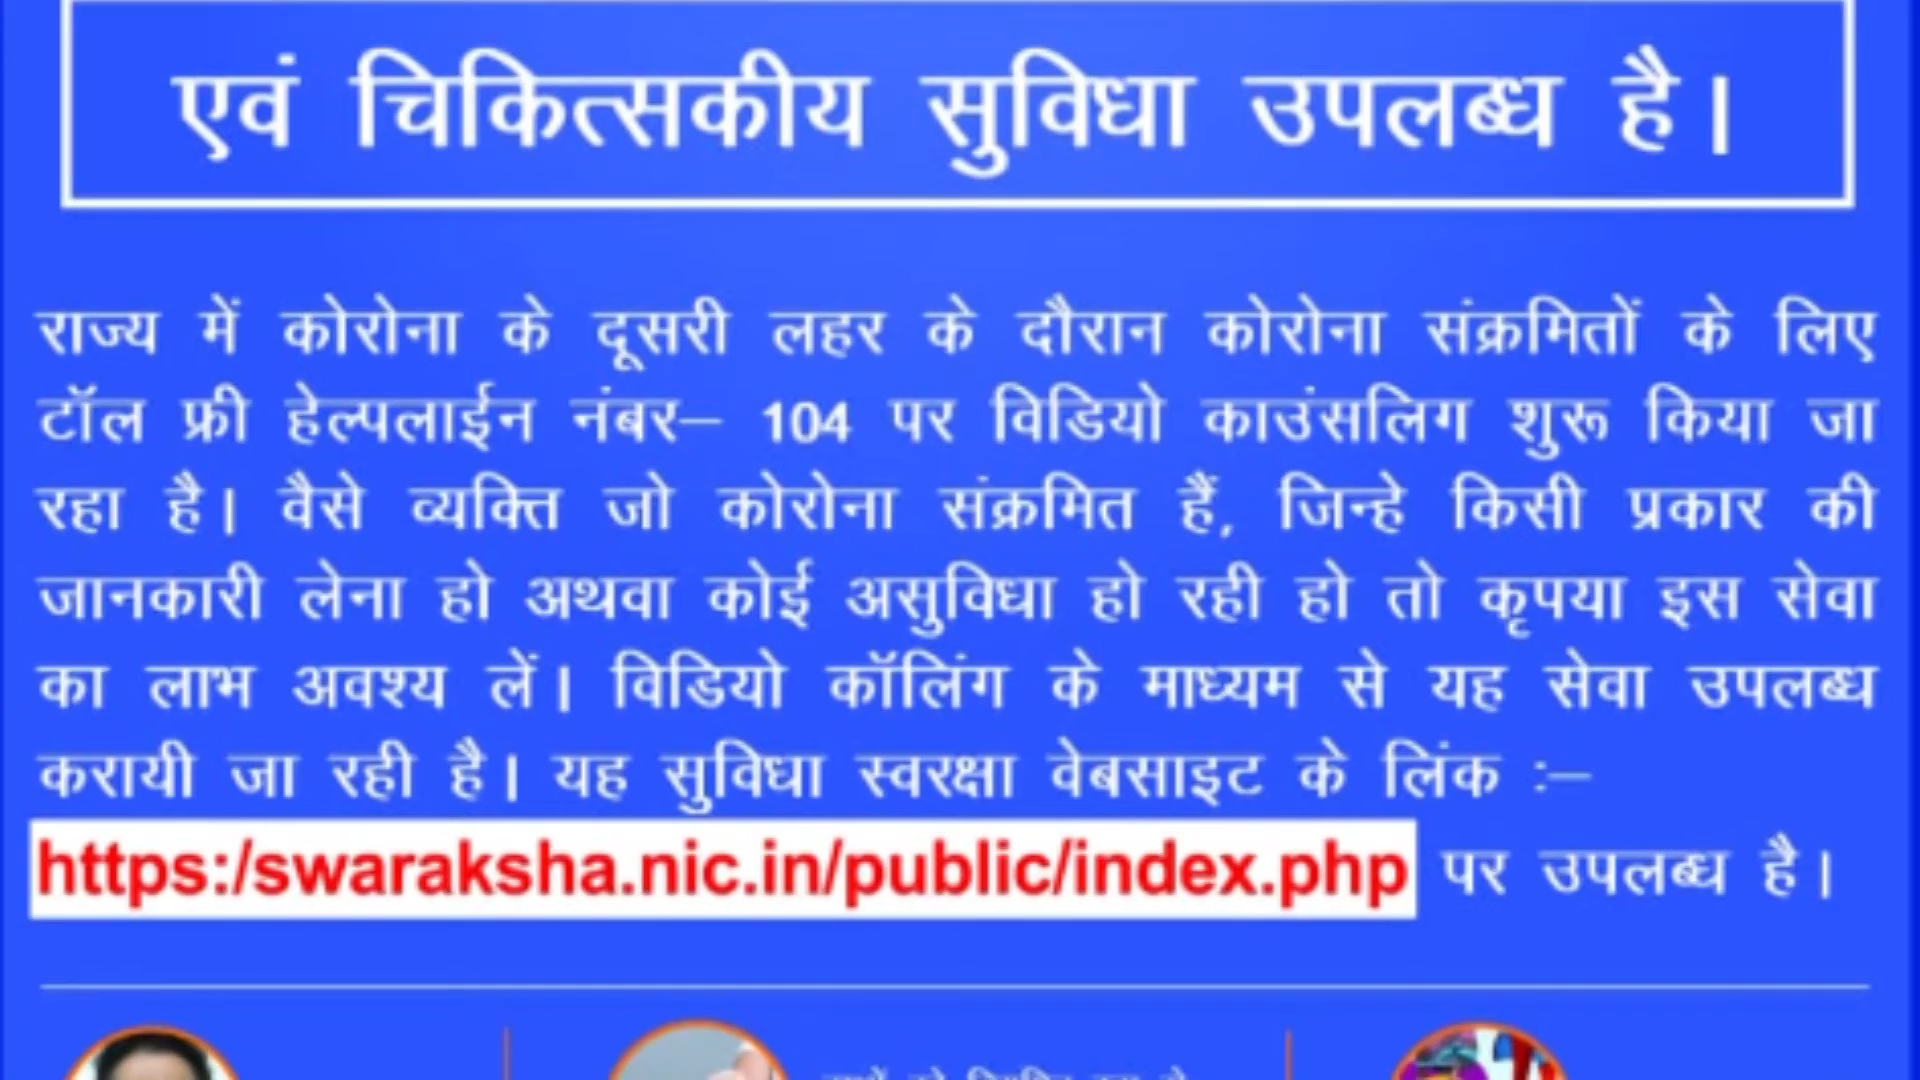 एवं चिकित्सकीय सुविधा उपलब्ध है।
राज्य में कोरोना के दूसरी लहर के दौरान कोरोना संक्रमितों के लिए
टॉल फ्री हेल्पलाईन नंबर– 104 पर विडियो काउंसलिग शुरू किया जा
रहा है। वैसे व्यक्ति जो कोरोना संक्रमित हैं, जिन्हे किसी प्रकार की
जानकारी लेना हो अथवा कोई असुविधा हो रही हो तो कृपया इस सेवा
का लाभ अवश्य लें। विडियो कॉलिंग के माध्यम से यह सेवा उपलब्ध
करायी जा रही है। यह सुविधा स्वरक्षा वेबसाइट के लिंक :–
https:/swaraksha.nic.in/public/index.php पर उपलब्ध है।